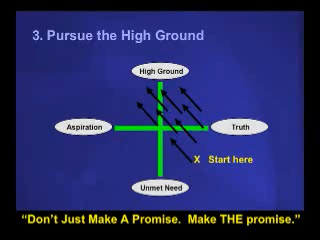 3. Pursue the High Ground
High Ground
Aspiration
Truth
X Start here
Unmet Need
“Don’t Just Make A Promise. Make THE promise.”